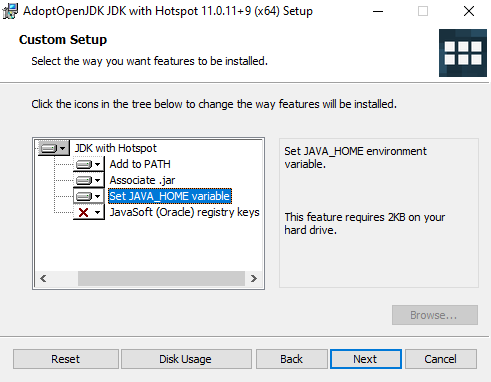 AdoptOpenJDK JDK with Hotspot 11.0.11+9 (x64) Setup
Custom Setup
Select the way you want features to be installed.
Click the icons in the tree below to change the way features will be installed.
JDK with Hotspot
Add to PATH
Associate .jar
Set JAVA_HOME variable
JavaSoft (Oracle) registry keys
Set JAVA_HOME environment
variable.
This feature requires 2KB on your
hard drive.
Browse...
Reset Disk Usage Back Next Cancel